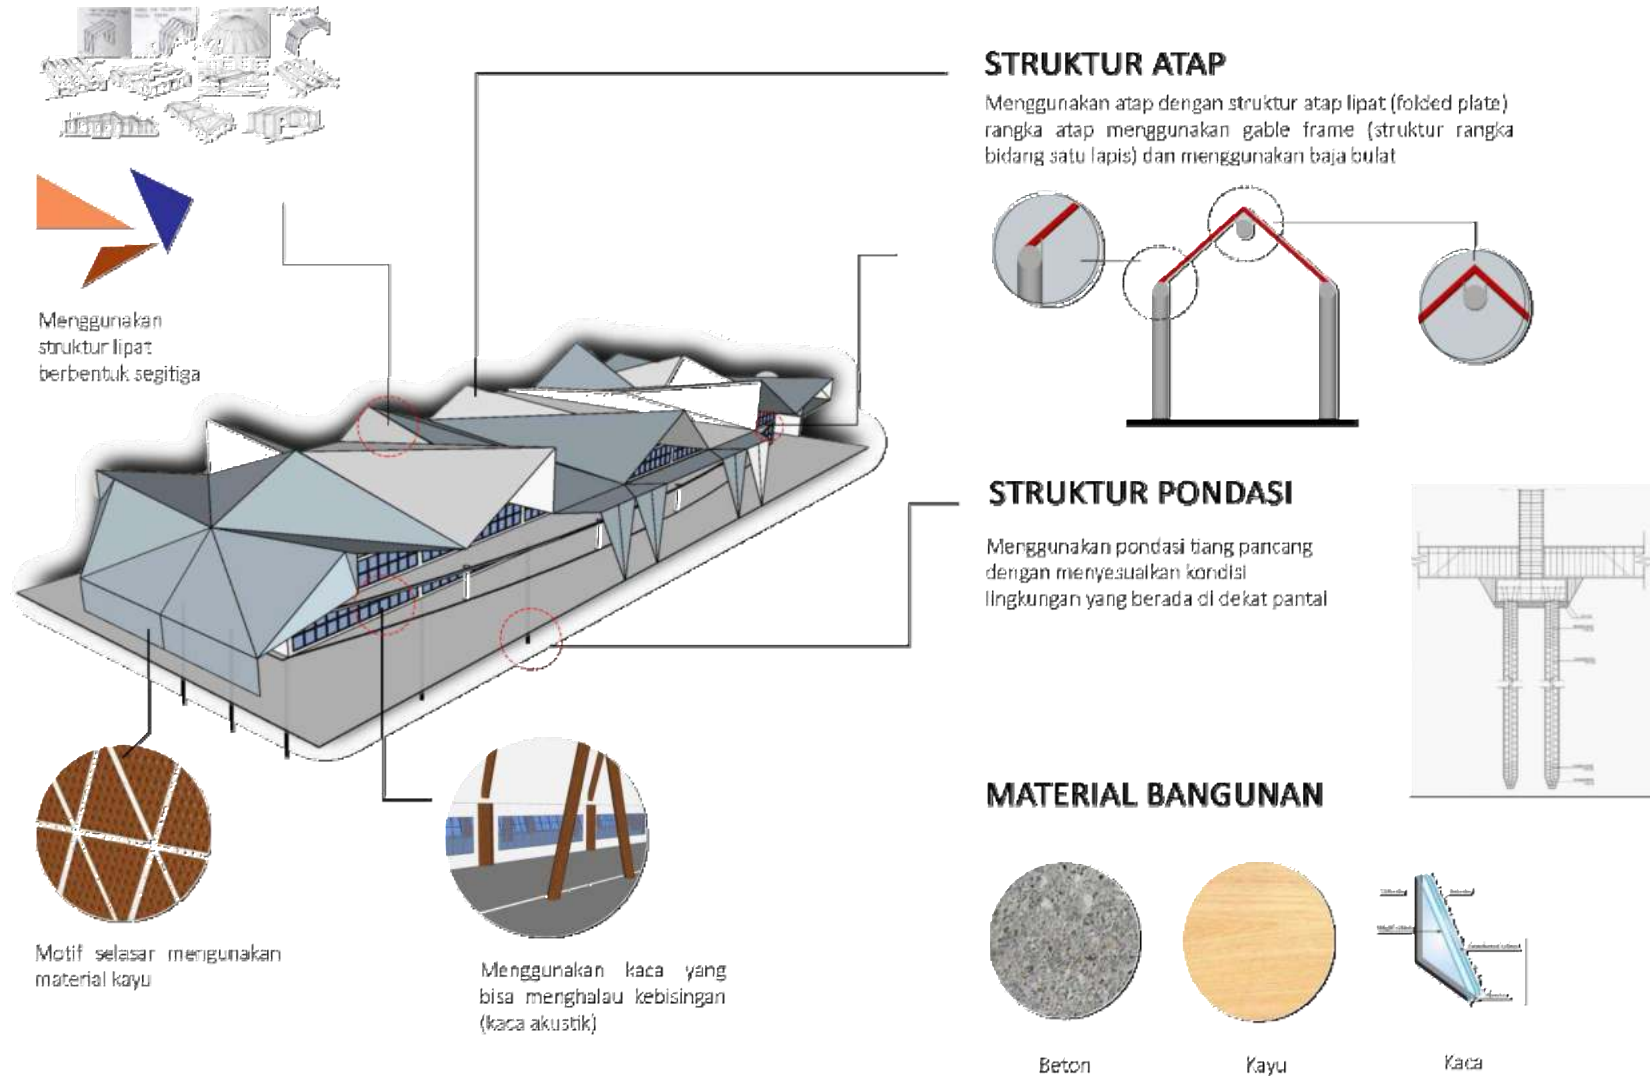 STRUKTUR ATAP
Menggunakan atap dengan struktur atap lipat (folded plate)
rangka atap menggunakan gable frame (struktur rangka
bidang satu lapis) dan menggunakan baja bulat
Menggunakan
struktur lipat
berbentuk segitiga
STRUKTUR PONDASI
Menggunakan pondasi tiang pancang
dengan menyesuaikan kondisi
lingkungan yang berada di dekat pantai
MATERIAL BANGUNAN
Motif selasar mengunakan
material kayu
Menggunakan kaca yang
bisa menghalau kebisingan
(kaca akustik)
Beton
Kayu
Kaca